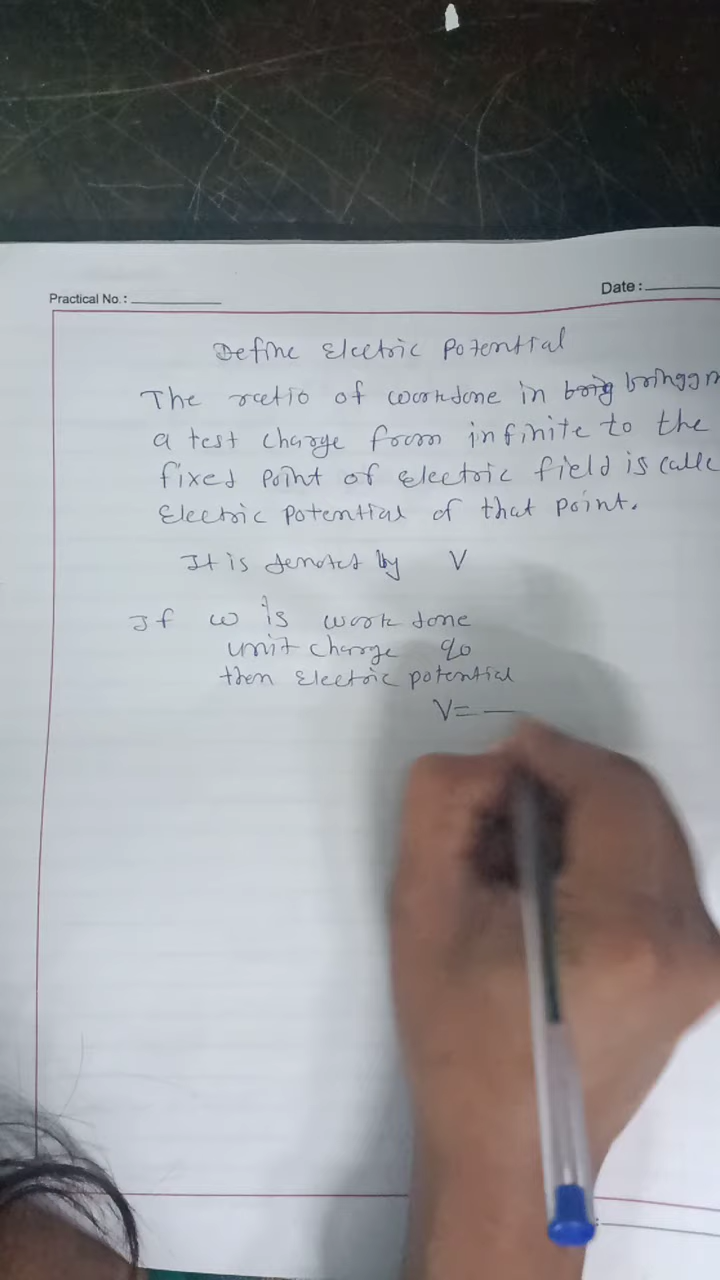 Practical No.:
Date:
Define Electric Potential
The ratio of workdone in bringgin
a test charge from infinite to the
fixed point of electric field is calle
Electric potential of that point.
It is denoted by V
If w is work done
unit charge q0
then Electric potential
V=